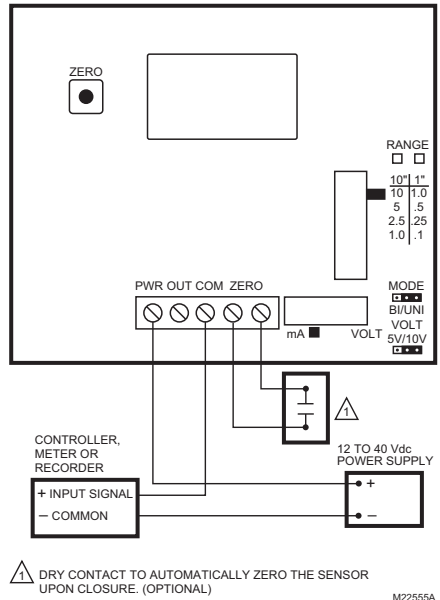 ZERO
RANGE
10" 1"
10 1.0
5 .5
2.5 .25
1.0 .1
PWR OUT COM ZERO
MODE
BI/UNI
VOLT
5V/10V
mA VOLT
1
CONTROLLER,
METER OR
RECORDER
12 TO 40 Vdc
POWER SUPPLY
+ INPUT SIGNAL
– COMMON
+
–
1 DRY CONTACT TO AUTOMATICALLY ZERO THE SENSOR
UPON CLOSURE. (OPTIONAL)
M22555A